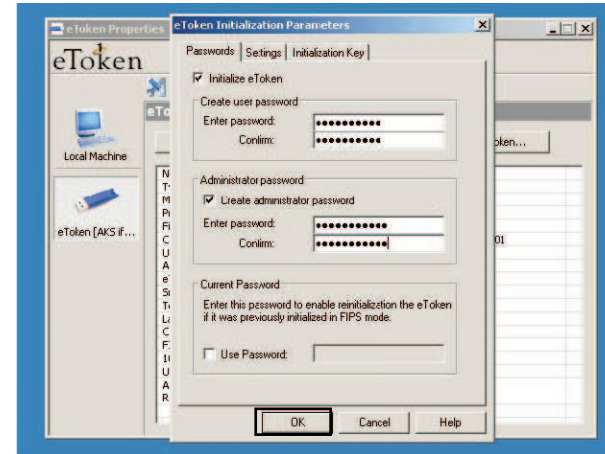 eToken Properties
eToken Initialization Parameters
eToken
Passwords
Settings
Initialization Key
Initialize eToken
Create user password
Enter password:
Confirm:
Administrator password
Create administrator password
Enter password:
Confirm:
Current Password
Enter this password to enable reinitialization the eToken
if it was previously initialized in FIPS mode.
Use Password:
OK
Cancel
Help
Local Machine
eToken [AKS if...
oken...
01